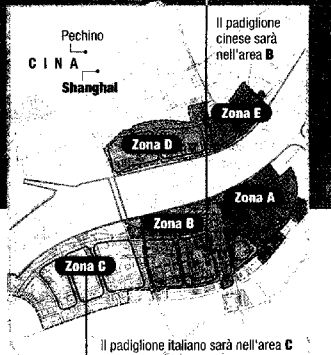 Pechino
CINA
Shanghai
Il padiglione
cinese sarà
nell'area B
Zona E
Zona D
Zona A
Zona B
Zona C
Il padiglione italiano sarà nell'area C